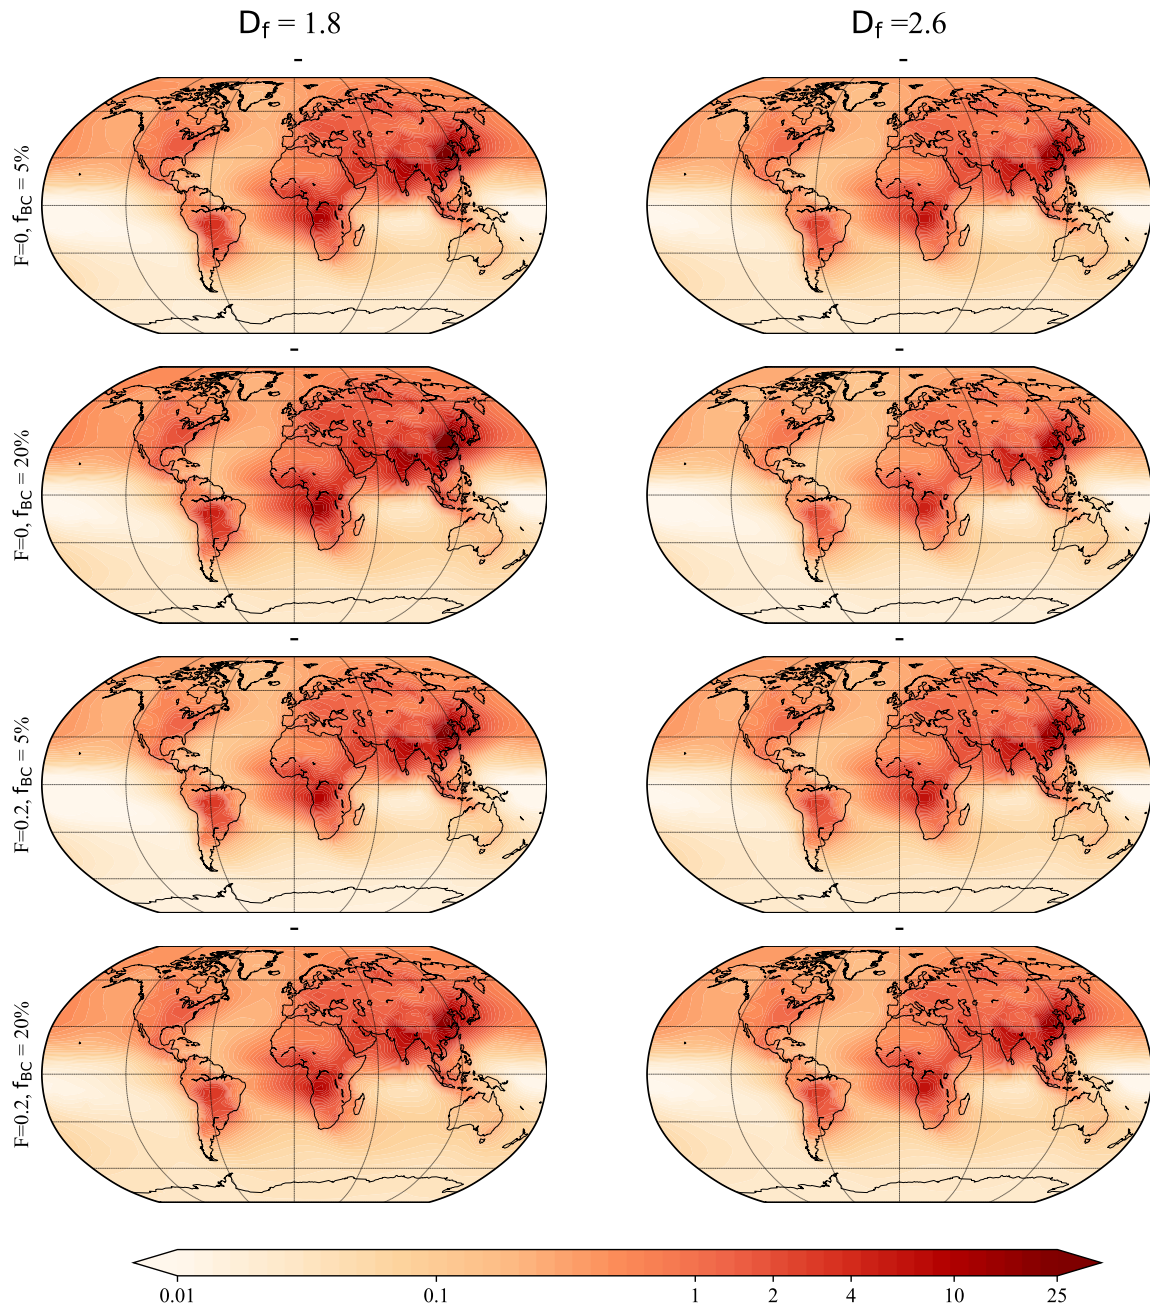 D_f = 1.8
D_f =2.6
-
-
F=0, f_BC = 5%
-
-
F=0, f_BC = 20%
-
-
F=0.2, f_BC = 5%
-
-
F=0.2, f_BC = 20%
0.01 0.1 1 2 4 10 25